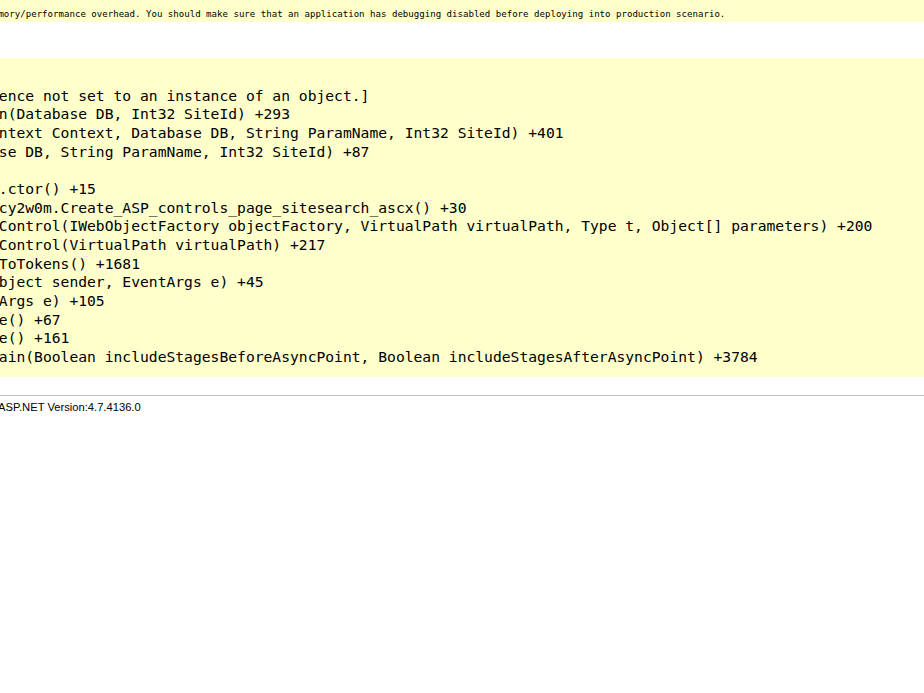 mory/performance overhead. You should make sure that an application has debugging disabled before deploying into production scenario.
ence not set to an instance of an object.]
n(Database DB, Int32 SiteId) +293
ntext Context, Database DB, String ParamName, Int32 SiteId) +401
se DB, String ParamName, Int32 SiteId) +87
.ctor() +15
cy2w0m.Create_ASP_controls_page_sitesearch_ascx() +30
Control(IWebObjectFactory objectFactory, VirtualPath virtualPath, Type t, Object[] parameters) +200
Control(VirtualPath virtualPath) +217
ToTokens() +1681
bject sender, EventArgs e) +45
Args e) +105
e() +67
e() +161
ain(Boolean includeStagesBeforeAsyncPoint, Boolean includeStagesAfterAsyncPoint) +3784
ASP.NET Version:4.7.4136.0